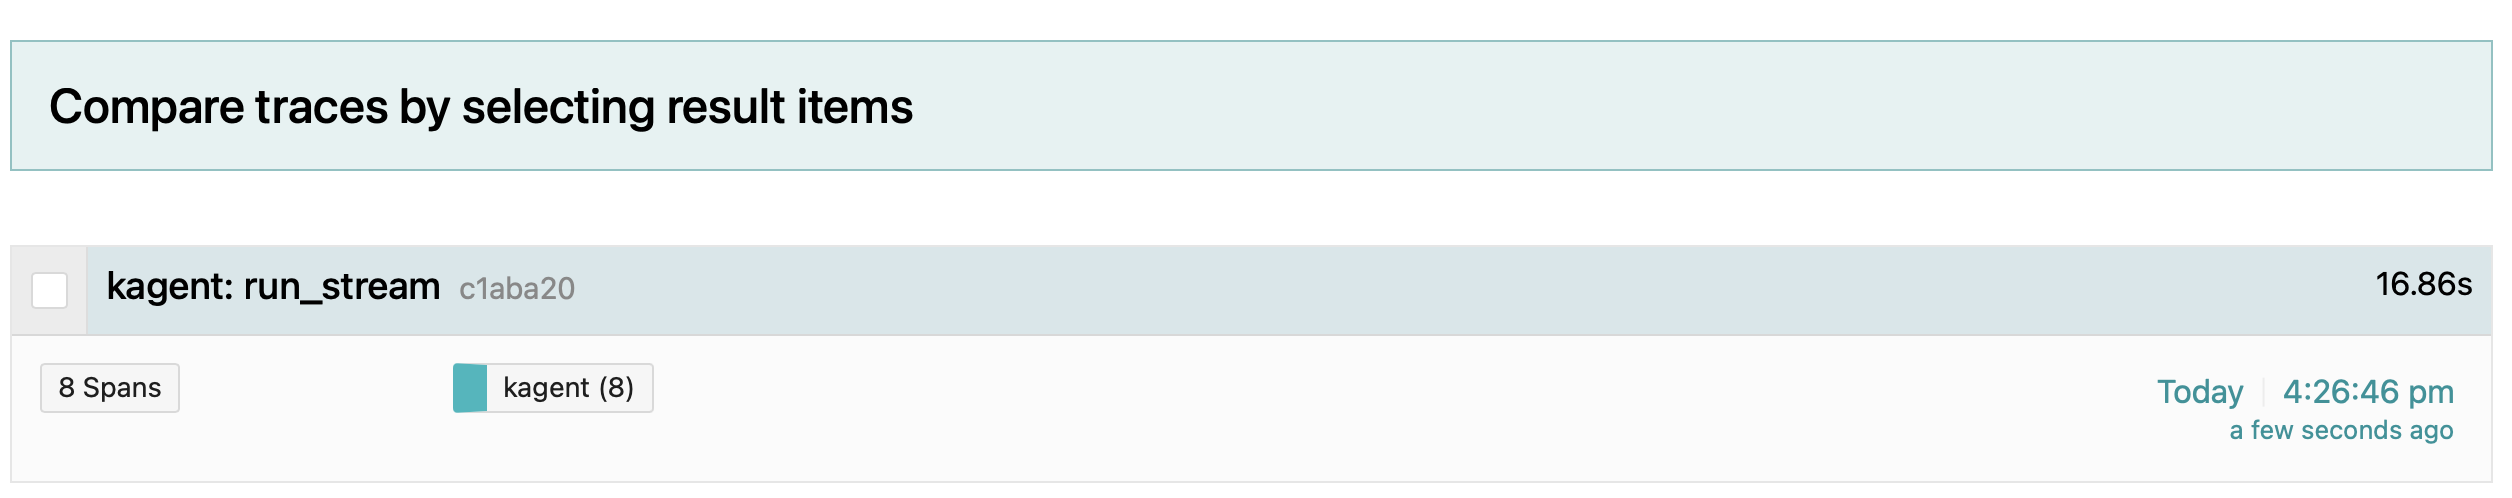 Compare traces by selecting result items
kagent: run_stream c1aba20 16.86s
8 Spans kagent (8) Today 4:26:46 pm
a few seconds ago